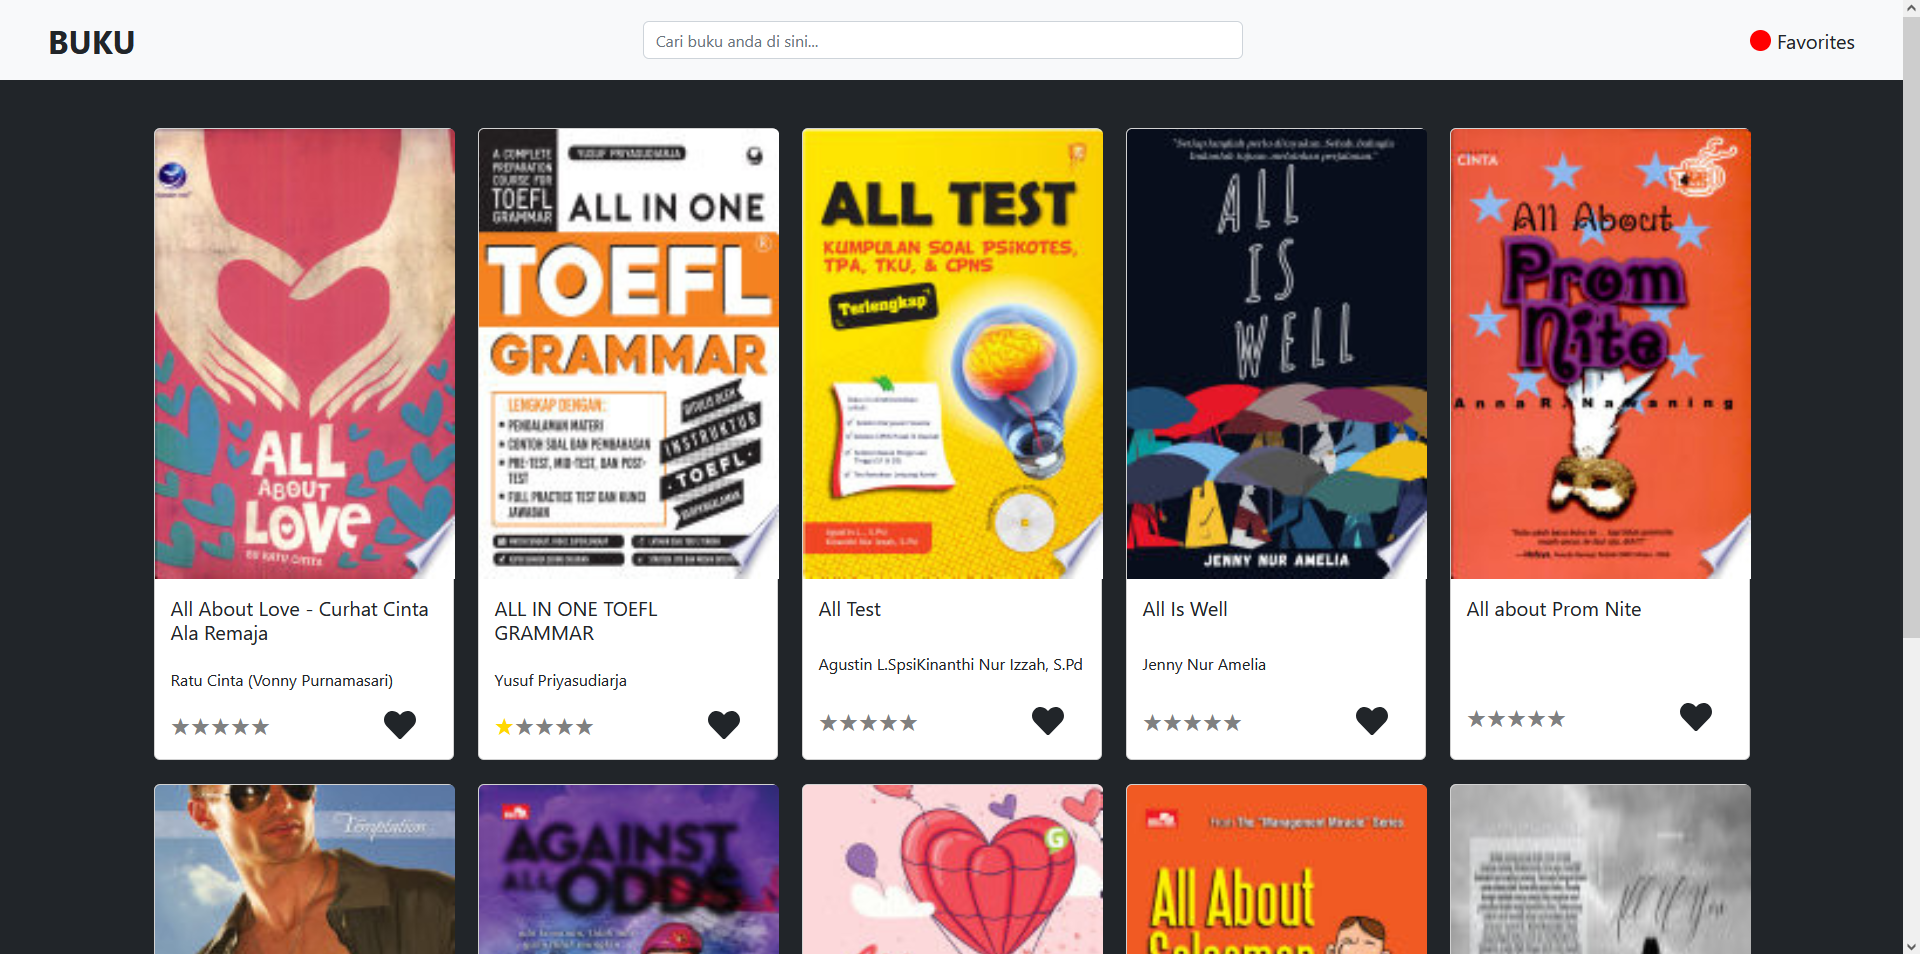 BUKU
Cari buku anda di sini...
Favorites
ALL
ABOUT
LOVE
BY RATU CINTA
All About Love - Curhat Cinta
Ala Remaja
Ratu Cinta (Vonny Purnamasari)
A COMPLETE
PREPARATION
COURSE FOR
TOEFL
GRAMMAR
YUSUF PRIYASUDIARJA
ALL IN ONE
TOEFL
GRAMMAR
LENGKAP DENGAN:
• PENDALAMAN MATERI
• CONTOH SOAL DAN PEMBAHASAN
• PRE-TEST, MID-TEST, DAN POST-
TEST
• FULL PRACTICE TEST DAN KUNCI
JAWABAN
DITULIS OLEH
INSTRUKTUR
TOEFL
BERPENGALAMAN
ALL IN ONE TOEFL
GRAMMAR
Yusuf Priyasudiarja
ALL TEST
KUMPULAN SOAL PSIKOTES,
TPA, TKU, & CPNS
Terlengkap
All Test
Agustin L.SpsiKinanthi Nur Izzah, S.Pd
ALL
IS
WELL
JENNY NUR AMELIA
All Is Well
Jenny Nur Amelia
CINTA
All About
Prom
Nite
Anna R. Nawaning
All about Prom Nite
Temptation
AGAINST
ALL ODDS
From The "Management Miracle" Series
All About
Salesman